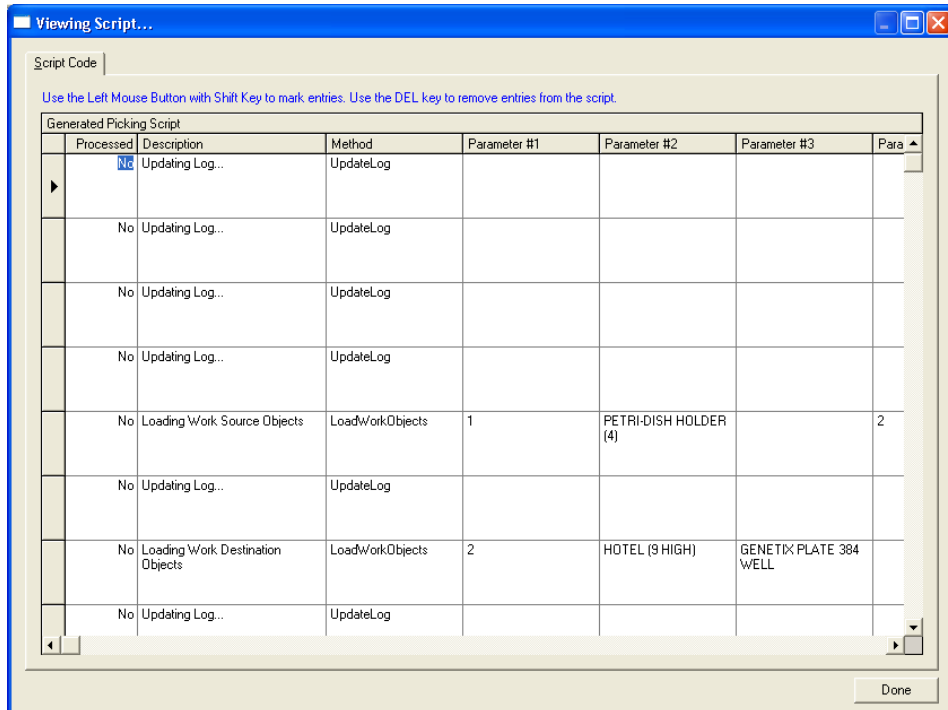 Viewing Script...
Script Code
Use the Left Mouse Button with Shift Key to mark entries. Use the DEL key to remove entries from the script.
Generated Picking Script
Processed Description Method Parameter #1 Parameter #2 Parameter #3 Para
No Updating Log... UpdateLog
No Updating Log... UpdateLog
No Updating Log... UpdateLog
No Updating Log... UpdateLog
No Loading Work Source Objects LoadWorkObjects 1 PETRI-DISH HOLDER 2
(4)
No Updating Log... UpdateLog
No Loading Work Destination LoadWorkObjects 2 HOTEL (9 HIGH) GENETIX PLATE 384
Objects WELL
No Updating Log... UpdateLog
Done